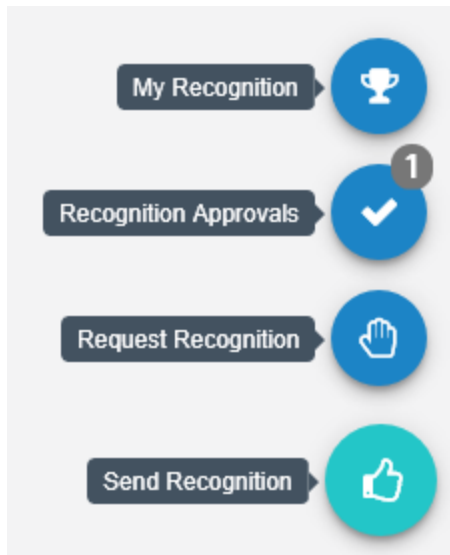 My Recognition
1
Recognition Approvals
Request Recognition
Send Recognition